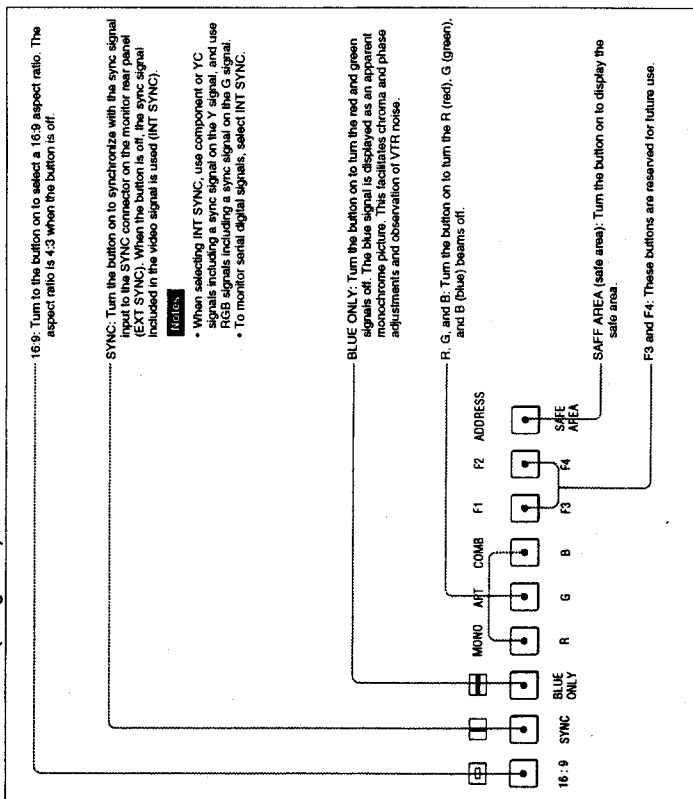 16:9: Turn to the button on to select a 16:9 aspect ratio. The
aspect ratio is 4:3 when the button is off.
SYNC: Turn the button on to synchronize with the sync signal
input to the SYNC connector on the monitor rear panel
(EXT SYNC). When the button is off, the sync signal
included in the video signal is used (INT SYNC).
Notes
• When selecting INT SYNC, use component or YC
signals including a sync signal on the Y signal, and use
RGB signals including a sync signal on the G signal.
• To monitor serial digital signals, select INT SYNC.
BLUE ONLY: Turn the button on to turn the red and green
signals off. The blue signal is displayed as an apparent
monochrome picture. This facilitates chroma and phase
adjustments and observation of VTR noise.
R, G, and B: Turn the button on to turn the R (red), G (green),
and B (blue) beams off.
MONO APT COMB F1 F2 ADDRESS
16:9 SYNC BLUE ONLY R G B F3 F4 SAFE AREA
SAFF AREA (safe area): Turn the button on to display the
safe area.
F3 and F4: These buttons are reserved for future use.